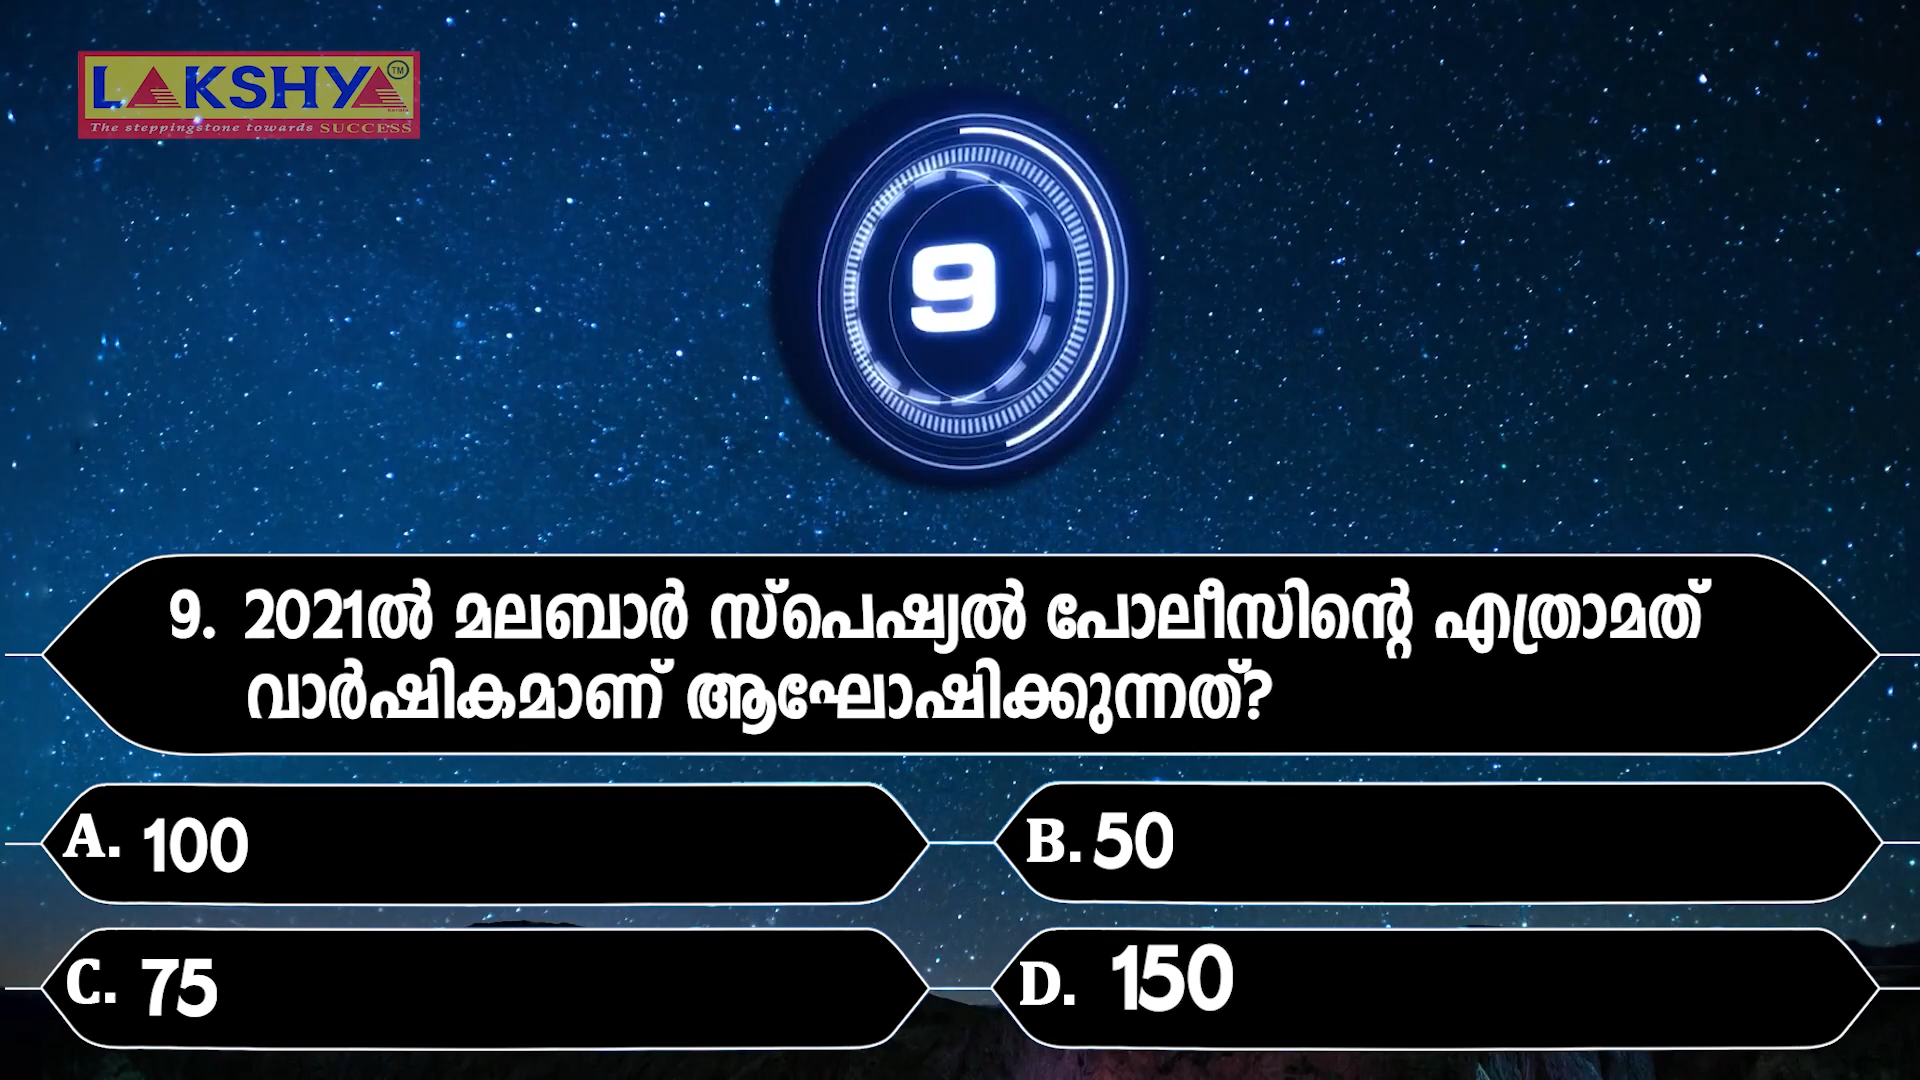 LAKSHYA TM
The steppingstone towards SUCCESS
9
9. 2021ൽ മലബാർ സ്പെഷ്യൽ പോലീസിന്റെ എത്രാമത്
വാർഷികമാണ് ആഘോഷിക്കുന്നത്?
A. 100
B. 50
C. 75
D. 150